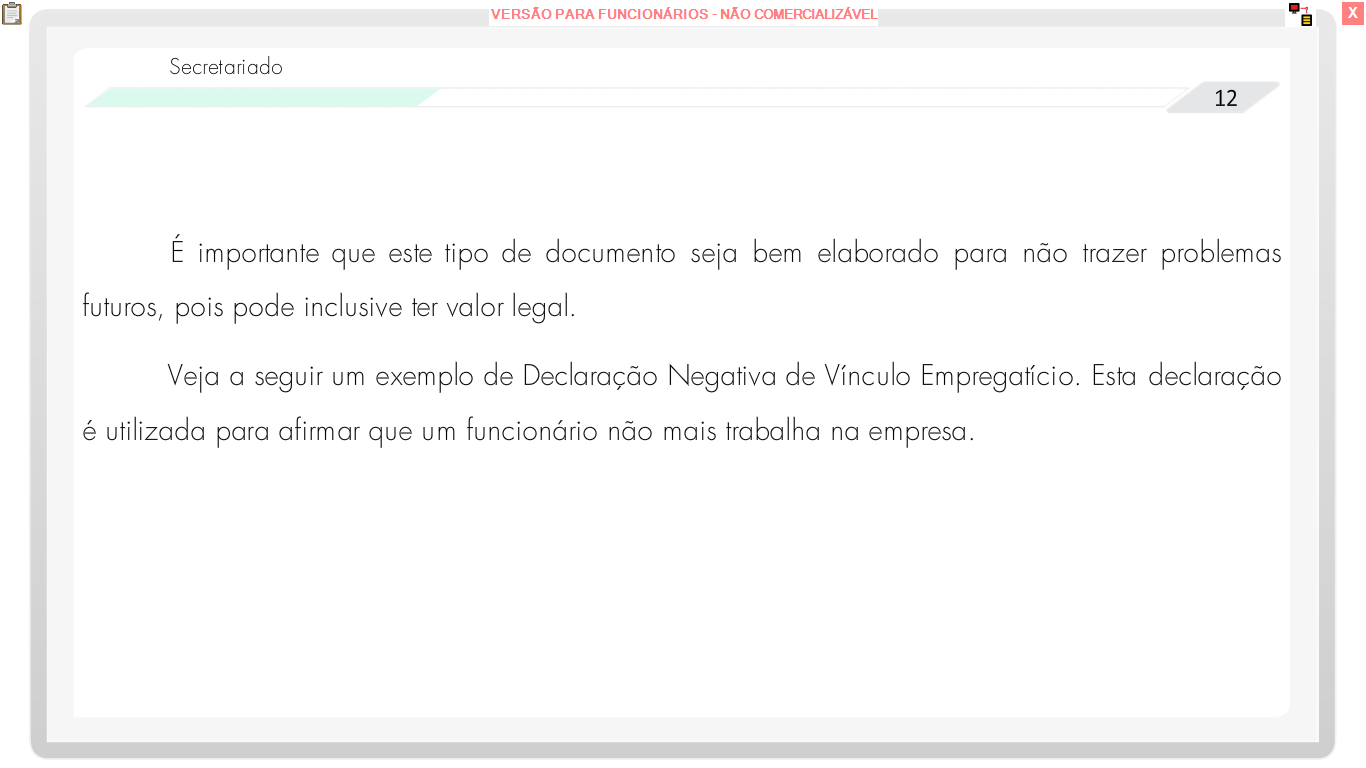 VERSÃO PARA FUNCIONÁRIOS - NÃO COMERCIALIZÁVEL
X
Secretariado
12
É importante que este tipo de documento seja bem elaborado para não trazer problemas
futuros, pois pode inclusive ter valor legal.
Veja a seguir um exemplo de Declaração Negativa de Vínculo Empregatício. Esta declaração
é utilizada para afirmar que um funcionário não mais trabalha na empresa.